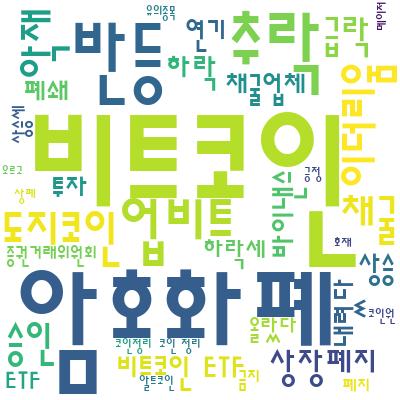 유의종목
메이저
악재
반등
연기
추락
급락
폐쇄
하락
채굴업체
이더리움
상승세
비트코인
오르그
투자
긍정
상폐
도지코인
업비트
바이낸스
채굴
증권거래위원회
하락세
호재
상승
암호화폐
내렸다
승인
올랐다
코인원
코인정리
코인 정리
상장폐지
비트코인 ETF
ETF
알트코인
금지
폐지